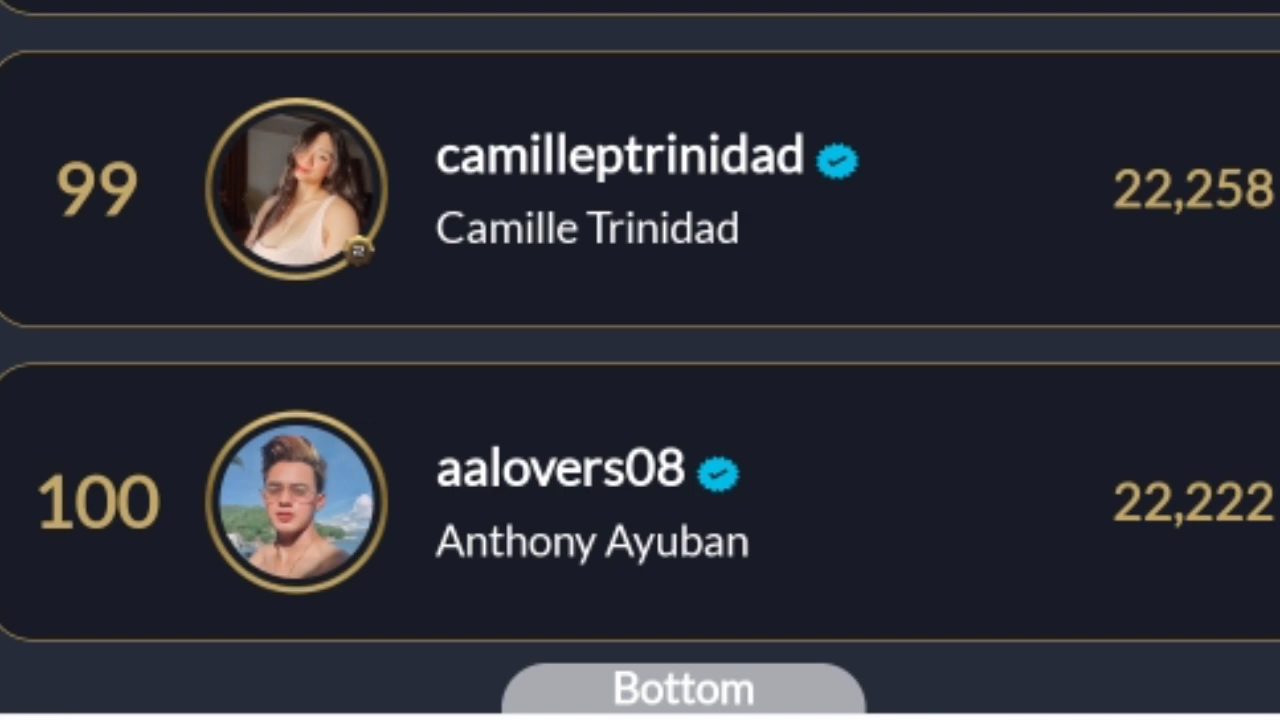 99
camilleptrinidad
Camille Trinidad
22,258
100
aalovers08
Anthony Ayuban
22,222
Bottom